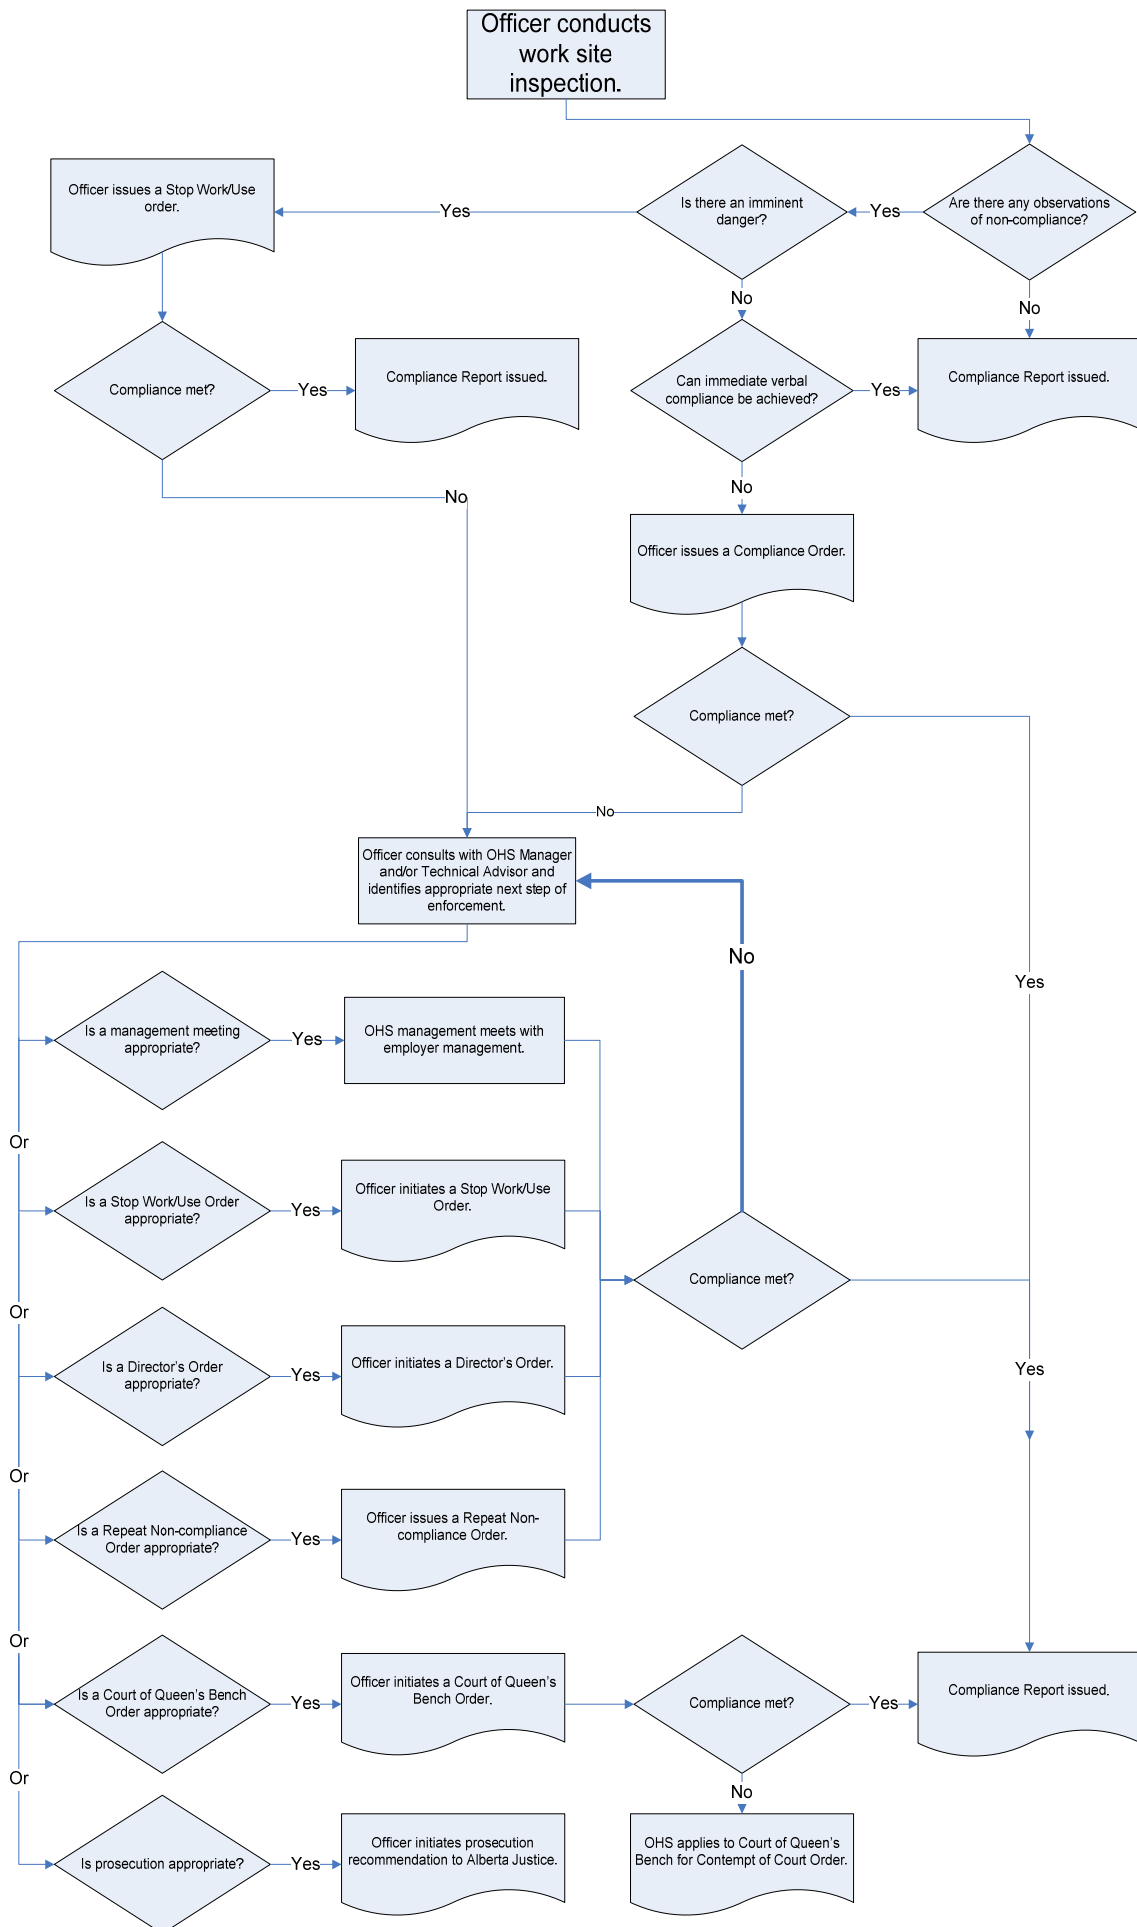 Officer conducts
work site
inspection.
Officer issues a Stop Work/Use
order.
Yes
Is there an imminent
danger?
Yes
Are there any observations
of non-compliance?
No
No
Compliance met?
Yes
Compliance Report issued.
Can immediate verbal
compliance be achieved?
Yes
Compliance Report issued.
No
No
Officer issues a Compliance Order.
Compliance met?
No
Officer consults with OHS Manager
and/or Technical Advisor and
identifies appropriate next step of
enforcement.
No
Yes
Is a management meeting
appropriate?
Yes
OHS management meets with
employer management.
Or
Is a Stop Work/Use Order
appropriate?
Yes
Officer initiates a Stop Work/Use
Order.
Compliance met?
Or
Is a Director's Order
appropriate?
Yes
Officer initiates a Director's Order.
Yes
Or
Is a Repeat Non-compliance
Order appropriate?
Yes
Officer issues a Repeat Non-
compliance Order.
Or
Is a Court of Queen's Bench
Order appropriate?
Yes
Officer initiates a Court of Queen's
Bench Order.
Compliance met?
Yes
Compliance Report issued.
Or
No
Is prosecution appropriate?
Yes
Officer initiates prosecution
recommendation to Alberta Justice.
OHS applies to Court of Queen's
Bench for Contempt of Court Order.